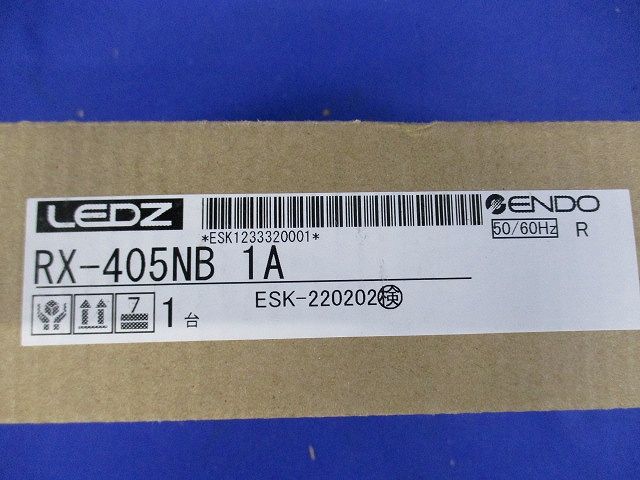 LEDZ
ENDO
*ESK1233320001*
50/60Hz R
RX-405NB 1A
7 1台
ESK-220202検